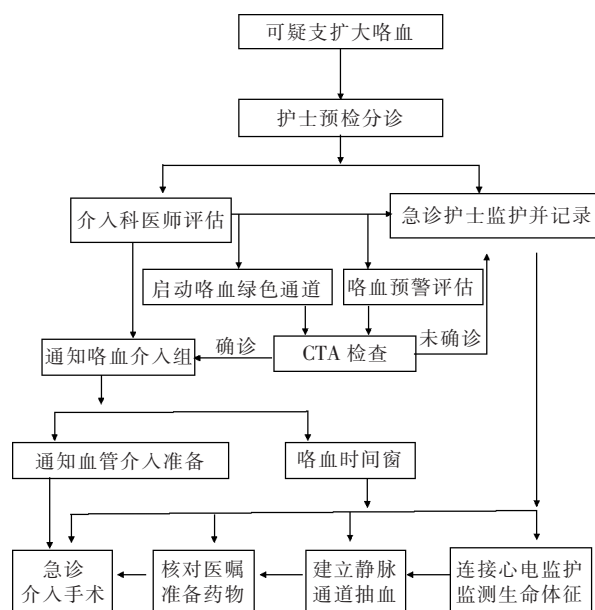 可疑支扩大咯血
护士预检分诊
介入科医师评估
急诊护士监护并记录
启动咯血绿色通道
咯血预警评估
通知咯血介入组
确诊
CTA 检查
未确诊
通知血管介入准备
咯血时间窗
急诊
介入手术
核对医嘱
准备药物
建立静脉
通道抽血
连接心电监护
监测生命体征